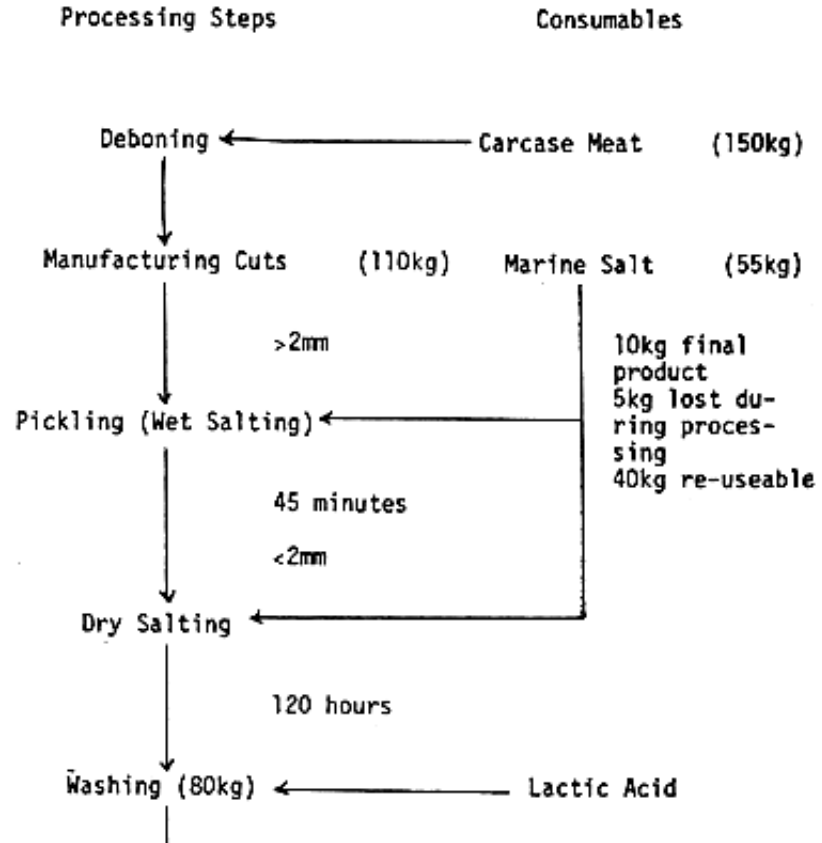 Processing Steps Consumables
Deboning Carcase Meat (150kg)
Manufacturing Cuts (110kg) Marine Salt (55kg)
>2mm
10kg final
product
5kg lost du-
ring proces-
sing
40kg re-useable
Pickling (Wet Salting)
45 minutes
<2mm
Dry Salting
120 hours
Washing (80kg) Lactic Acid